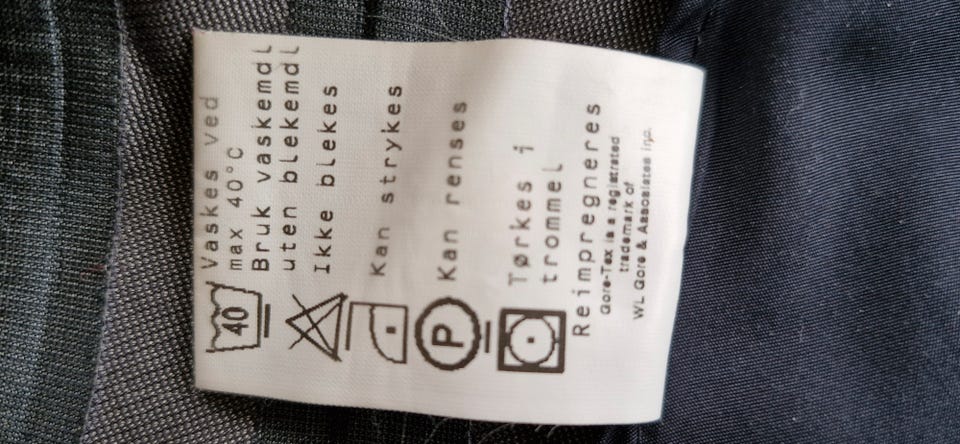 40
Vaskes ved
max 40°C
Bruk vaskemdl
uten blekemdl
Ikke blekes
Kan strykes
P
Kan renses
Tørkes i
trommel
Reimpregneres
Gore-Tex is a registrated
trademark of
WL Gore & Associates inp.